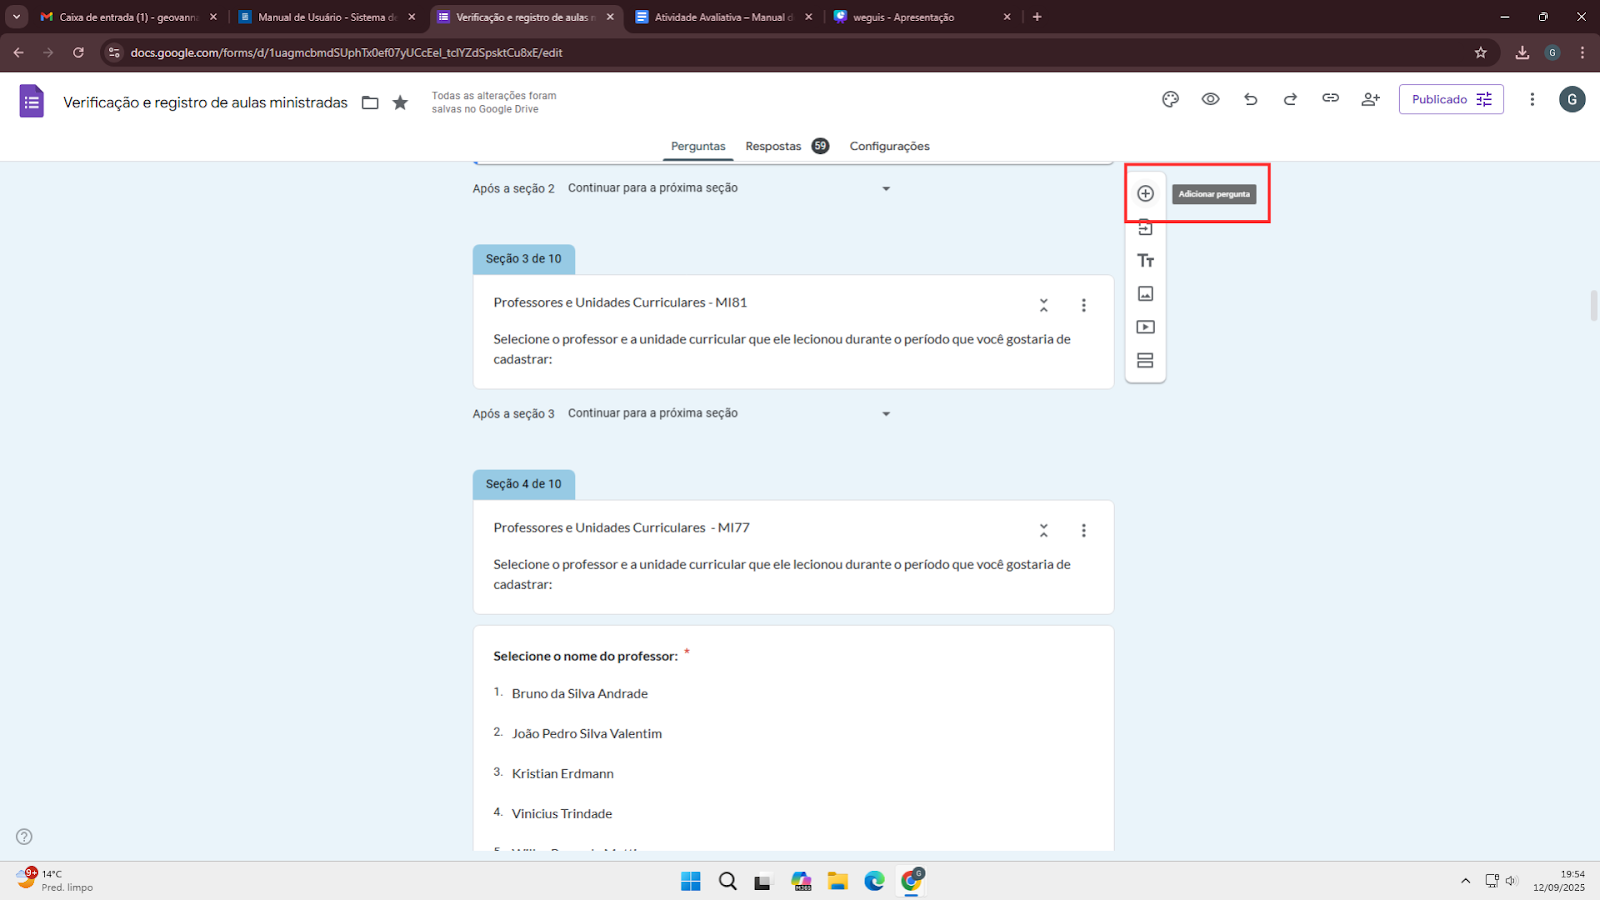 Caixa de entrada (1) - geovanna
Manual de Usuário - Sistema de
Verificação e registro de aulas m
Atividade Avaliativa – Manual d
weguis - Apresentação
docs.google.com/forms/d/1uagmcbmdSUphTx0ef07yUCcEel_tclYZdSpsktCu8xE/edit
G
Verificação e registro de aulas ministradas
Todas as alterações foram
salvas no Google Drive
Publicado
G
Perguntas
Respostas
59
Configurações
Após a seção 2
Continuar para a próxima seção
Adicionar pergunta
Seção 3 de 10
Professores e Unidades Curriculares - MI81
Selecione o professor e a unidade curricular que ele lecionou durante o período que você gostaria de
cadastrar:
Após a seção 3
Continuar para a próxima seção
Seção 4 de 10
Professores e Unidades Curriculares - MI77
Selecione o professor e a unidade curricular que ele lecionou durante o período que você gostaria de
cadastrar:
Selecione o nome do professor: *
1. Bruno da Silva Andrade
2. João Pedro Silva Valentim
3. Kristian Erdmann
4. Vinicius Trindade
9+
14°C
Pred. limpo
M365
G
19:54
12/09/2025